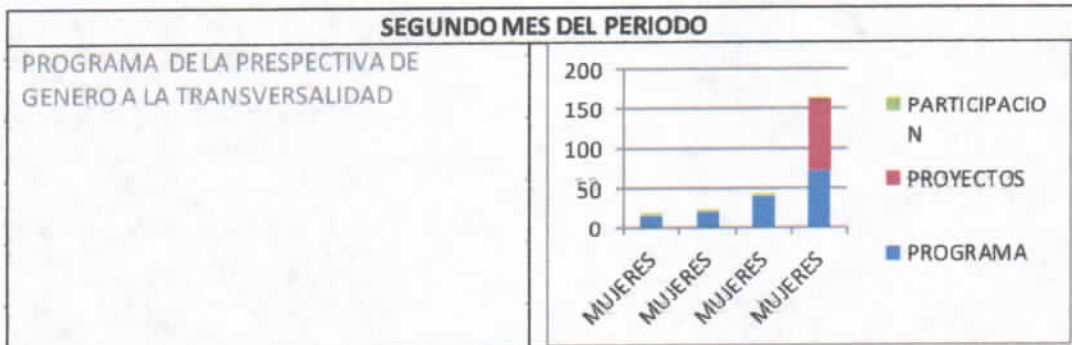 SEGUNDO MES DEL PERIODO
PROGRAMA DE LA PRESPECTIVA DE
GENERO A LA TRANSVERSALIDAD
200
150
100
50
0
MUJERES
MUJERES
MUJERES
MUJERES
PARTICIPACIO
N
PROYECTOS
PROGRAMA